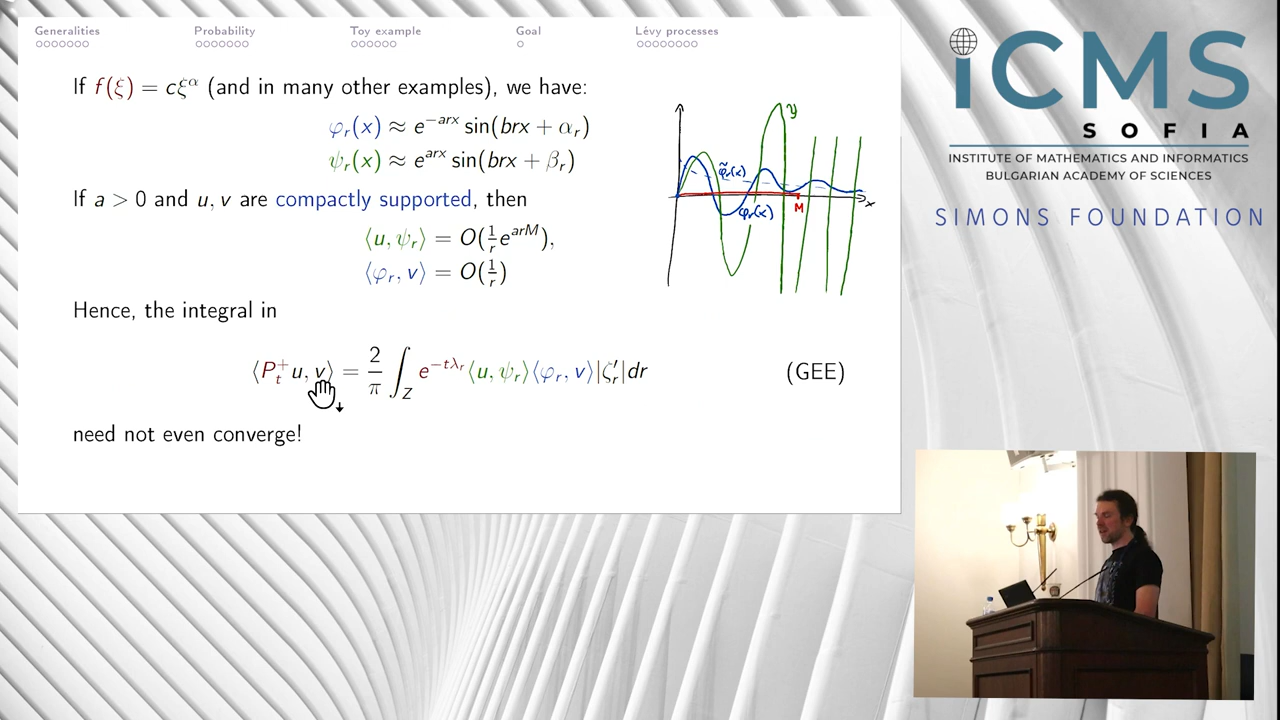 Generalities Probability Toy example Goal Lévy processes
If f(ξ) = cξ^α (and in many other examples), we have:
φ_r(x) ≈ e^{−arx} sin(brx + α_r)
ψ_r(x) ≈ e^{arx} sin(brx + β_r)
If a > 0 and u, v are compactly supported, then
⟨u, ψ_r⟩ = O(1/r e^{arM}),
⟨φ_r, v⟩ = O(1/r)
Hence, the integral in
⟨P_t^+ u, v⟩ = 2/π ∫_Z e^{−tλ_r}⟨u, ψ_r⟩⟨φ_r, v⟩|ζ'_r|dr (GEE)
need not even converge!
y
φ̃_r(x)
φ_r(x)
M
x
iCMS
SOFIA
INSTITUTE OF MATHEMATICS AND INFORMATICS
BULGARIAN ACADEMY OF SCIENCES
SIMONS FOUNDATION